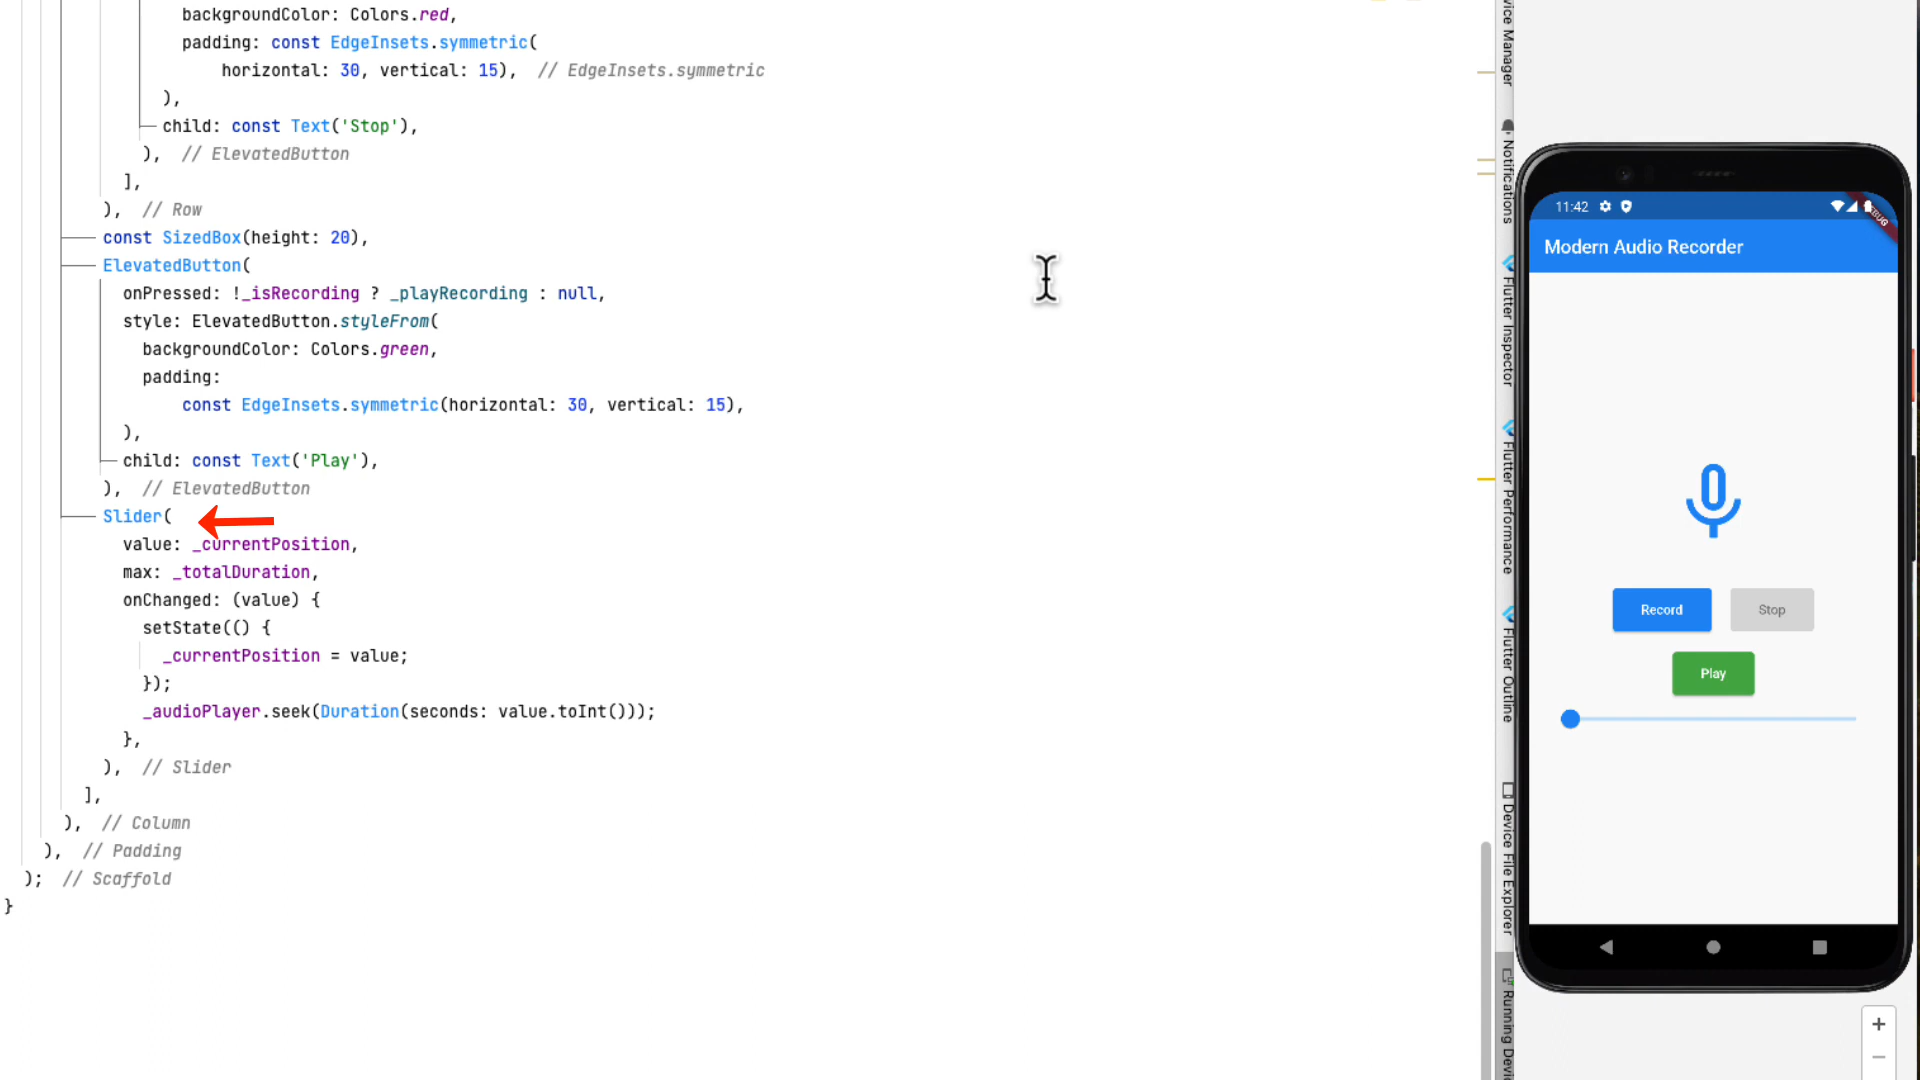 backgroundColor: Colors.red,
padding: const EdgeInsets.symmetric(
horizontal: 30, vertical: 15), // EdgeInsets.symmetric
),
child: const Text('Stop'),
), // ElevatedButton
],
), // Row
const SizedBox(height: 20),
ElevatedButton(
onPressed: !_isRecording ? _playRecording : null,
style: ElevatedButton.styleFrom(
backgroundColor: Colors.green,
padding:
const EdgeInsets.symmetric(horizontal: 30, vertical: 15),
),
child: const Text('Play'),
), // ElevatedButton
Slider(
value: _currentPosition,
max: _totalDuration,
onChanged: (value) {
setState(() {
_currentPosition = value;
});
_audioPlayer.seek(Duration(seconds: value.toInt()));
},
), // Slider
],
), // Column
), // Padding
); // Scaffold
}
Manager
Notifications
Flutter Inspector
Flutter Performance
Flutter Outline
Device File Explorer
Running
11:42
Modern Audio Recorder
Record
Stop
Play
+
−